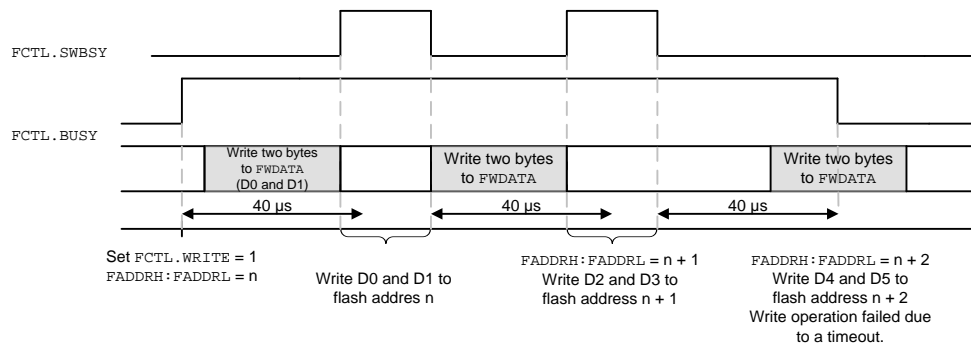 FCTL.SWBSY
FCTL.BUSY
Write two bytes
to FWDATA
(D0 and D1)
Write two bytes
to FWDATA
Write two bytes
to FWDATA
40 µs
40 µs
40 µs
Set FCTL.WRITE = 1
FADDRH:FADDRL = n
Write D0 and D1 to
flash addres n
FADDRH:FADDRL = n + 1
Write D2 and D3 to
flash address n + 1
FADDRH:FADDRL = n + 2
Write D4 and D5 to
flash address n + 2
Write operation failed due
to a timeout.